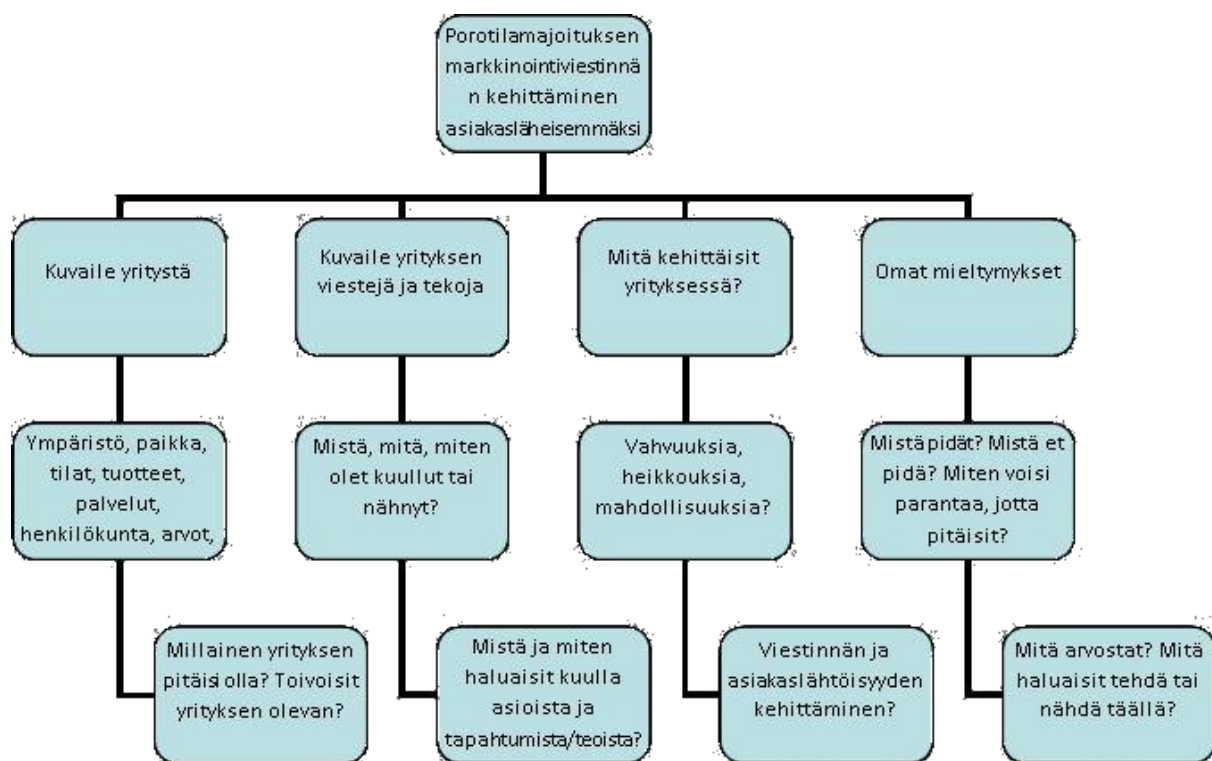 Porotilamajoituksen
markkinointiviestinnä
n kehittäminen
asiakasläheisemmäksi
Kuvaile yritystä
Kuvaile yrityksen
viestejä ja tekoja
Mitä kehittäisit
yrityksessä?
Omat mieltymykset
Ympäristö, paikka,
tilat, tuotteet,
palvelut,
henkilökunta, arvot,
Mistä, mitä, miten
olet kuullut tai
nähnyt?
Vahvuuksia,
heikkouksia,
mahdollisuuksia?
Mistä pidät? Mistä et
pidä? Miten voisi
parantaa, jotta
pitäisit?
Millainen yrityksen
pitäisi olla? Toivoisit
yrityksen olevan?
Mistä ja miten
haluaisit kuulla
asioista ja
tapahtumista/teoista?
Viestinnän ja
asiakaslähtöisyyden
kehittäminen?
Mitä arvostat? Mitä
haluaisit tehdä tai
nähdä täällä?